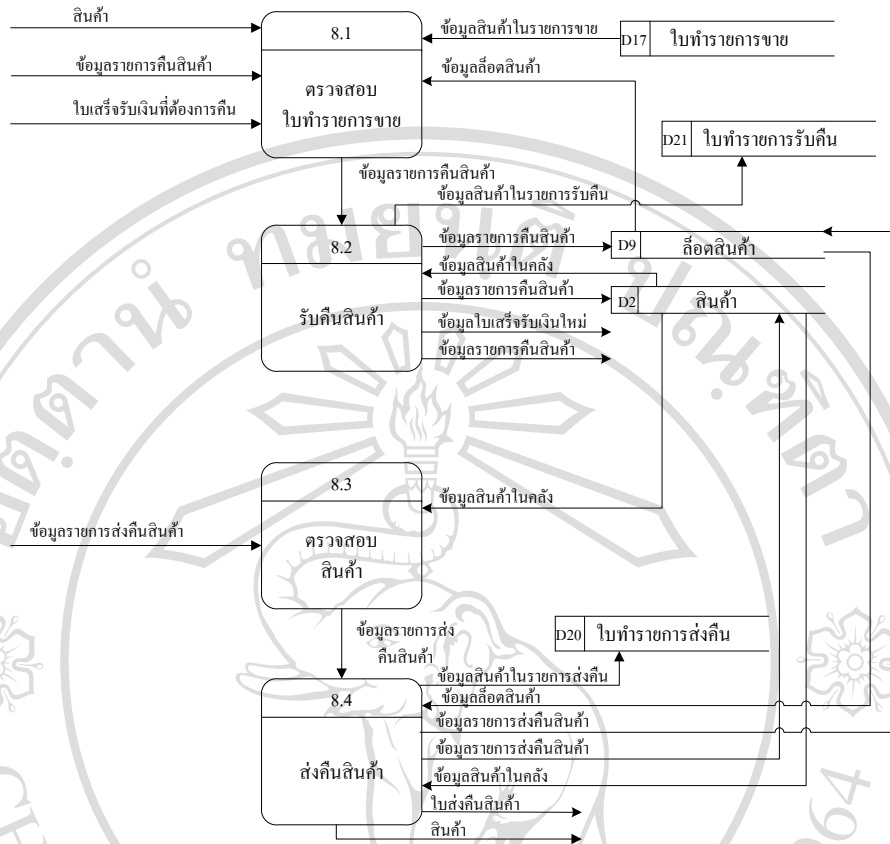 สินค้า
8.1
ข้อมูลสินค้าในรายการขาย
D17 ใบทำรายการขาย
ข้อมูลรายการคืนสินค้า
ข้อมูลล็อตสินค้า
ตรวจสอบ
ใบทำรายการขาย
ใบเสร็จรับเงินที่ต้องการคืน
D21 ใบทำรายการรับคืน
ข้อมูลรายการคืนสินค้า
ข้อมูลสินค้าในรายการรับคืน
8.2
ข้อมูลรายการคืนสินค้า
D9 ล็อตสินค้า
ข้อมูลสินค้าในคลัง
ข้อมูลรายการคืนสินค้า
D2 สินค้า
รับคืนสินค้า
ข้อมูลใบเสร็จรับเงินใหม่
ข้อมูลรายการคืนสินค้า
8.3
ข้อมูลสินค้าในคลัง
ข้อมูลรายการส่งคืนสินค้า
ตรวจสอบ
สินค้า
ข้อมูลรายการส่ง
คืนสินค้า
D20 ใบทำรายการส่งคืน
ข้อมูลสินค้าในรายการส่งคืน
8.4
ข้อมูลล็อตสินค้า
ข้อมูลรายการส่งคืนสินค้า
ข้อมูลรายการส่งคืนสินค้า
ส่งคืนสินค้า
ข้อมูลสินค้าในคลัง
ใบส่งคืนสินค้า
สินค้า